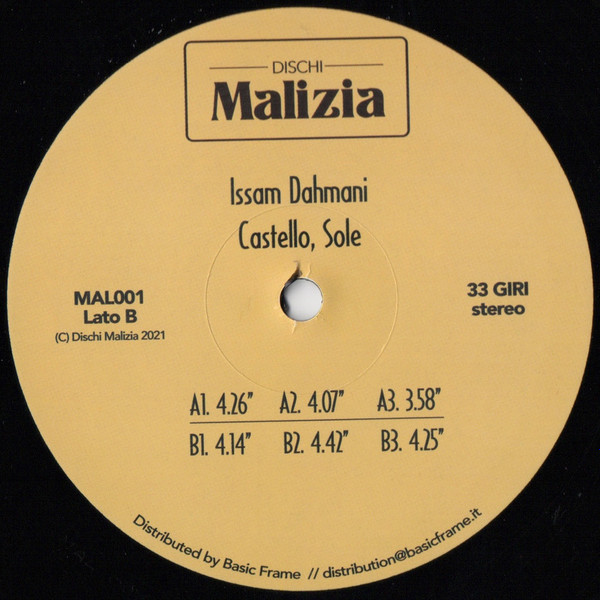 DISCHI
Malizia
Issam Dahmani
Castello, Sole
MAL001
Lato B
(C) Dischi Malizia 2021
33 GIRI
stereo
A1. 4.26” A2. 4.07” A3. 3.58”
B1. 4.14” B2. 4.42” B3. 4.25”
Distributed by Basic Frame // distribution@basicframe.it